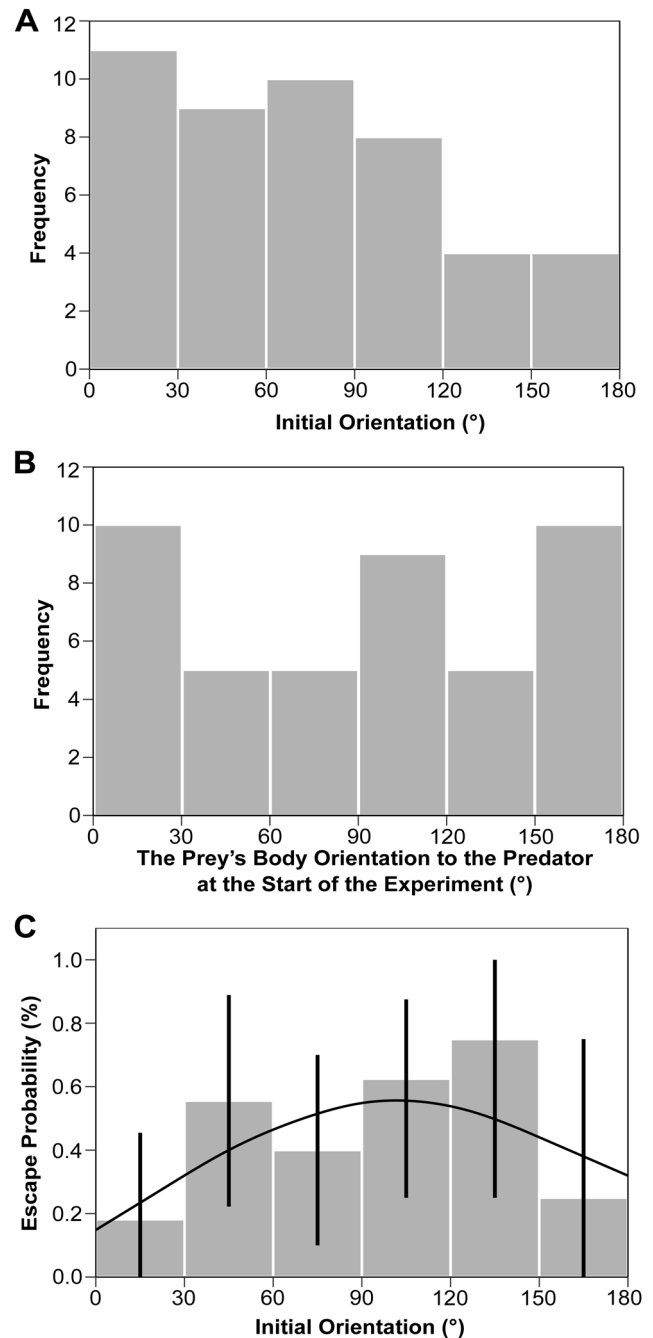 A
12
10
8
6
4
2
0
Frequency
0 30 60 90 120 150 180
Initial Orientation (°)
B
12
10
8
6
4
2
0
Frequency
0 30 60 90 120 150 180
The Prey’s Body Orientation to the Predator
at the Start of the Experiment (°)
C
1.0
0.8
0.6
0.4
0.2
0.0
Escape Probability (%)
0 30 60 90 120 150 180
Initial Orientation (°)